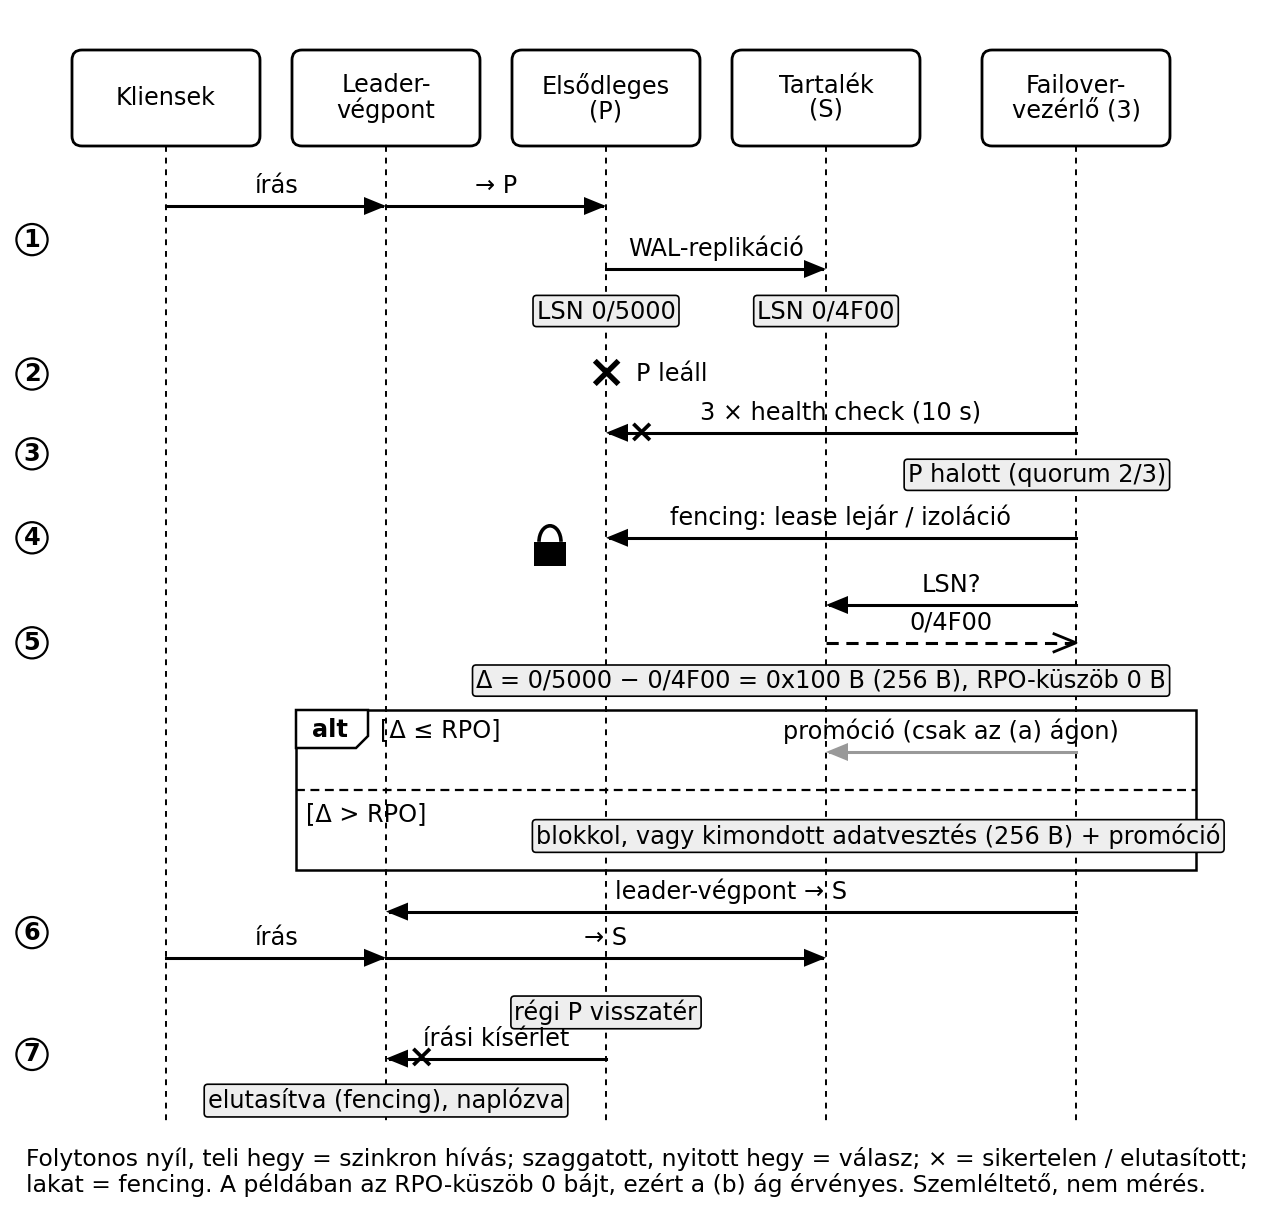 Kliensek
Leader-
végpont
Elsődleges
(P)
Tartalék
(S)
Failover-
vezérlő (3)
írás
→ P
1
WAL-replikáció
LSN 0/5000
LSN 0/4F00
2
P leáll
3 × health check (10 s)
3
P halott (quorum 2/3)
4
fencing: lease lejár / izoláció
LSN?
0/4F00
5
Δ = 0/5000 − 0/4F00 = 0x100 B (256 B), RPO-küszöb 0 B
alt
[Δ ≤ RPO]
promóció (csak az (a) ágon)
[Δ > RPO]
blokkol, vagy kimondott adatvesztés (256 B) + promóció
leader-végpont → S
6
írás
→ S
régi P visszatér
írási kísérlet
7
elutasítva (fencing), naplózva
Folytonos nyíl, teli hegy = szinkron hívás; szaggatott, nyitott hegy = válasz; × = sikertelen / elutasított;
lakat = fencing. A példában az RPO-küszöb 0 bájt, ezért a (b) ág érvényes. Szemléltető, nem mérés.